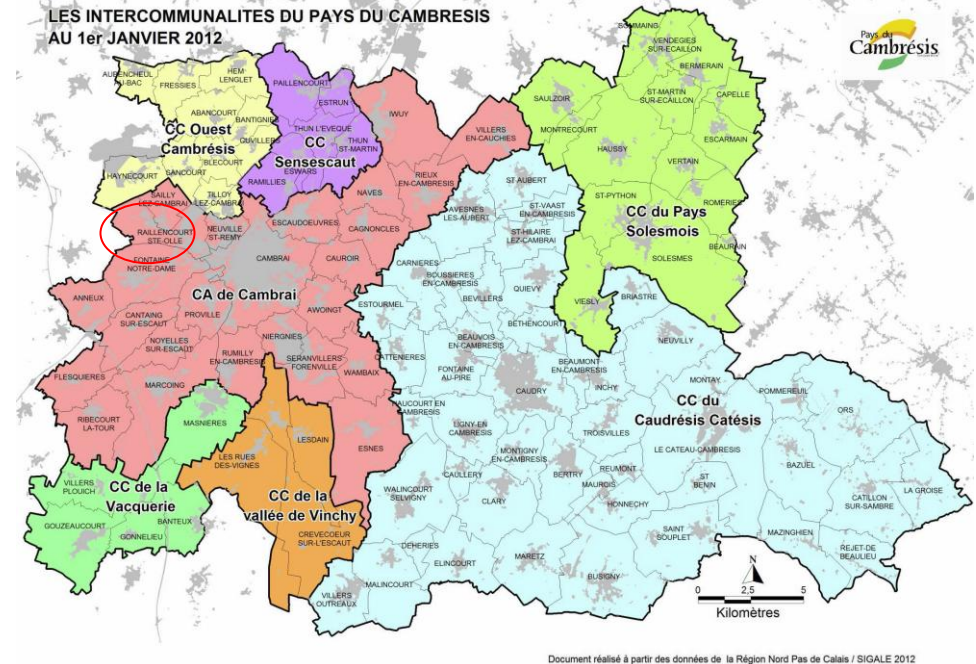 LES INTERCOMMUNALITES DU PAYS DU CAMBRESIS
AU 1er JANVIER 2012
Pays du
Cambrésis
SOMMAING
VENDEGIES
SUR-ECAILLON
BERMERAIN
ST-MARTIN
SUR-ECAILLON
CAPELLE
SAULZOIR
MONTRECOURT
HAUSSY
ESCARMAIN
VERTAIN
ST-PYTHON
ROMERIES
CC du Pays
Solesmois
BEAURAIN
SOLESMES
VIESLY
AUBENCHEUL
AU-BAC
FRESSIES
HEM
LENGLET
ABANCOURT
BANTIGNIES
CC Ouest
Cambrésis
CUVILLERS
BLECOURT
HAYNECOURT
SANCOURT
TILLOY
LEZ-CAMBRAI
PAILLENCOURT
ESTRUN
THUN L'EVEQUE
CC
Sensescaut
THUN
ST-MARTIN
ESWARS
RAMILLIES
IWUY
VILLERS
EN-CAUCHIES
RIEUX
EN-CAMBRESIS
NAVES
SAILLY
LEZ-CAMBRAI
RAILLENCOURT
STE-OLLE
NEUVILLE
ST-REMY
ESCAUDOEUVRES
CAGNONCLES
FONTAINE
NOTRE-DAME
CAMBRAI
CAUROIR
CA de Cambrai
ANNEUX
CANTAING
SUR-ESCAUT
PROVILLE
AWOINGT
ESTOURMEL
NOYELLES
SUR-ESCAUT
NIERGNIES
RUMILLY
EN-CAMBRESIS
SERANVILLERS
FORENVILLE
WAMBAIX
CATTENIERES
FLESQUIERES
MARCOING
RIBECOURT
LA-TOUR
MASNIERES
ESNES
LESDAIN
LES RUES
DES-VIGNES
VILLERS
PLOUICH
CC de la
Vacquerie
GOUZEAUCOURT
BANTEUX
GONNELIEU
CC de la
vallée de Vinchy
CREVECOEUR
SUR-L'ESCAUT
ST-AUBERT
AVESNES
LES-AUBERT
ST-VAAST
EN-CAMBRESIS
ST-HILAIRE
LEZ-CAMBRAI
CARNIERES
BOUSSIERES
EN-CAMBRESIS
QUIEVY
BEVILLERS
BETHENCOURT
BRIASTRE
BEAUVOIS
EN-CAMBRESIS
NEUVILLY
FONTAINE
AU-PIRE
BEAUMONT
EN-CAMBRESIS
INCHY
CAUDRY
MONTAY
POMMEREUIL
CC du
Caudrésis Catésis
HAUCOURT EN
CAMBRESIS
ORS
LIGNY-EN
CAMBRESIS
TROISVILLES
LE CATEAU-CAMBRESIS
MONTIGNY
EN-CAMBRESIS
BERTRY
REUMONT
BAZUEL
CAULLERY
MAUROIS
ST
BENIN
WALINCOURT
SELVIGNY
CLARY
HONNECHY
CATILLON
SUR-SAMBRE
LA GROISE
SAINT
SOUPLET
MAZINGHIEN
REJET-DE
BEAULIEU
DEHERIES
ELINCOURT
MARETZ
BUSIGNY
MALINCOURT
VILLERS
OUTREAUX
N
0 2,5 5
Kilomètres
Document réalisé à partir des données de la Région Nord Pas de Calais / SIGALE 2012